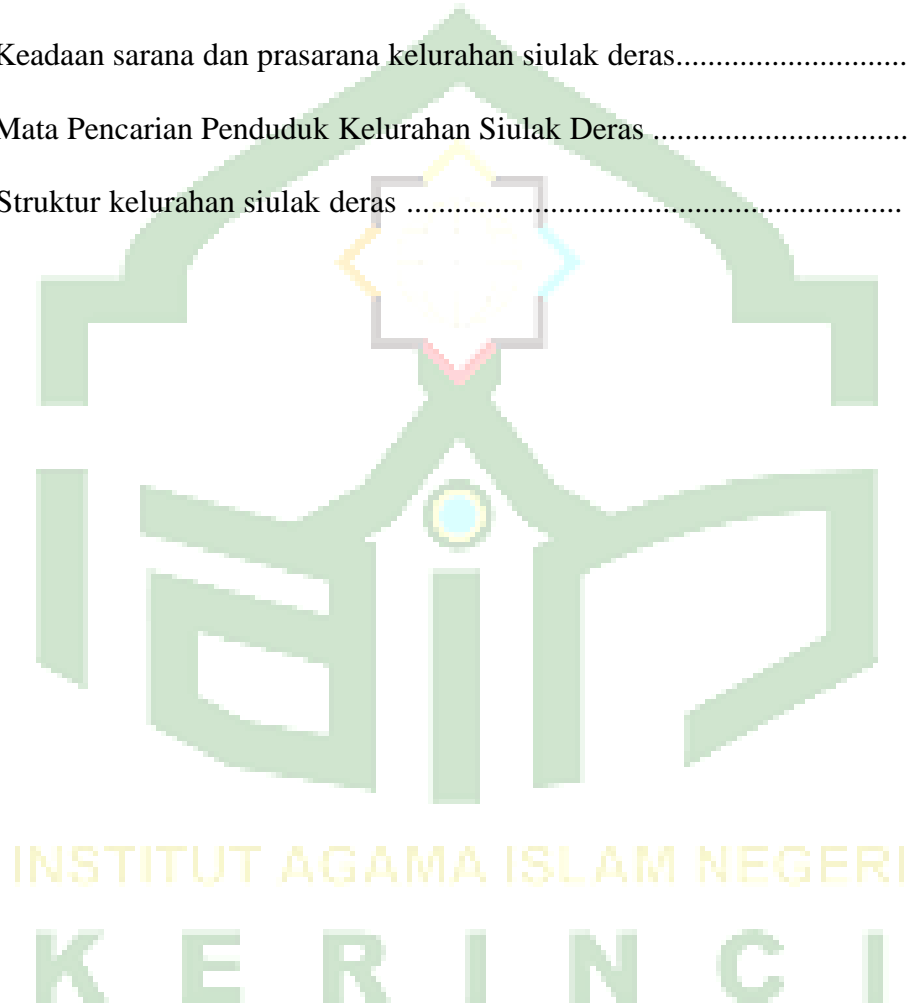 Keadaan sarana dan prasarana kelurahan siulak deras...........................
Mata Pencarian Penduduk Kelurahan Siulak Deras ..............................
Struktur kelurahan siulak deras ......................................................
iain
INSTITUT AGAMA ISLAM NEGERI
K E R I N C I